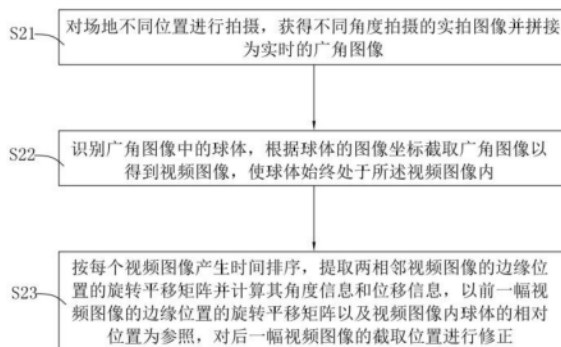 S21
对场地不同位置进行拍摄，获得不同角度拍摄的实拍图像并拼接
为实时的广角图像
S22
识别广角图像中的球体，根据球体的图像坐标截取广角图像以
得到视频图像，使球体始终处于所述视频图像内
S23
按每个视频图像产生时间排序，提取两相邻视频图像的边缘位
置的旋转平移矩阵并计算其角度信息和位移信息，以前一幅视
频图像的边缘位置的旋转平移矩阵以及视频图像内球体的相对
位置为参照，对后一幅视频图像的截取位置进行修正